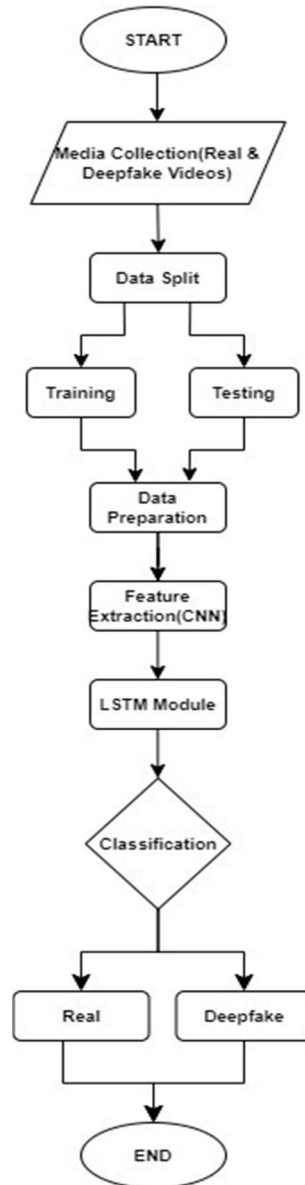 START
Media Collection(Real &
Deepfake Videos)
Data Split
Training
Testing
Data
Preparation
Feature
Extraction(CNN)
LSTM Module
Classification
Real
Deepfake
END